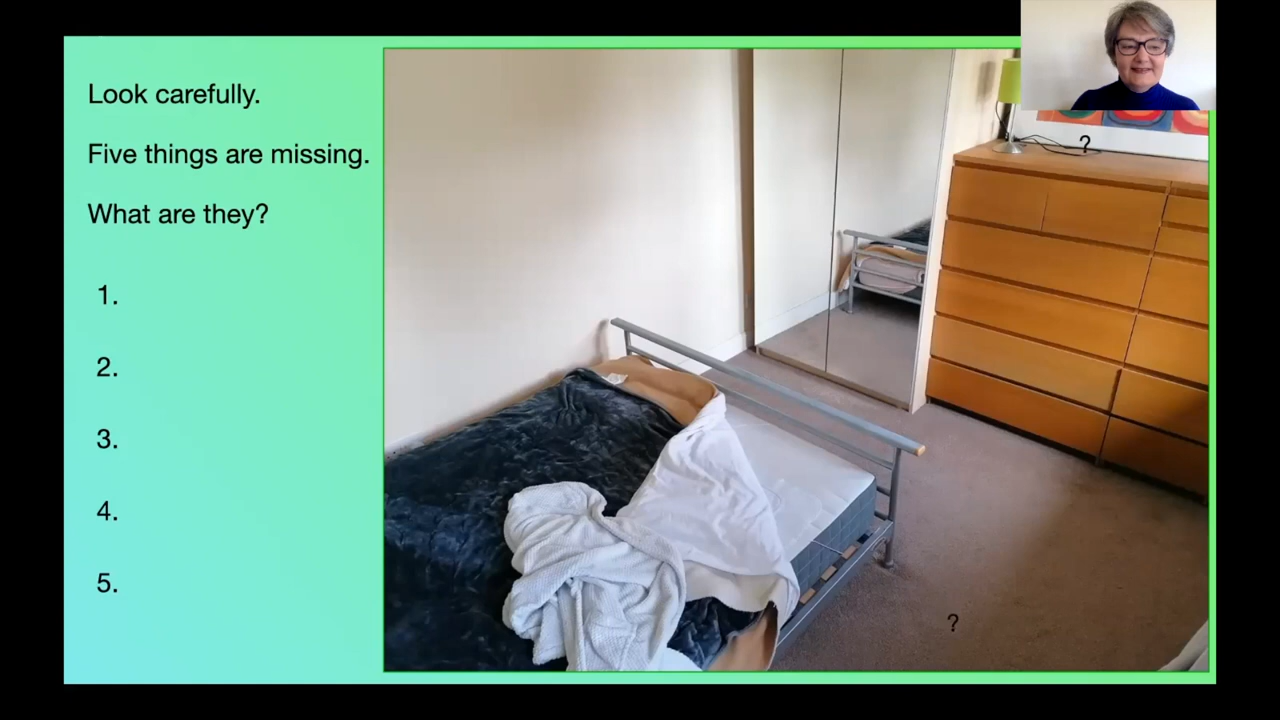 Look carefully.
Five things are missing.
What are they?
1.
2.
3.
4.
5.
?
?